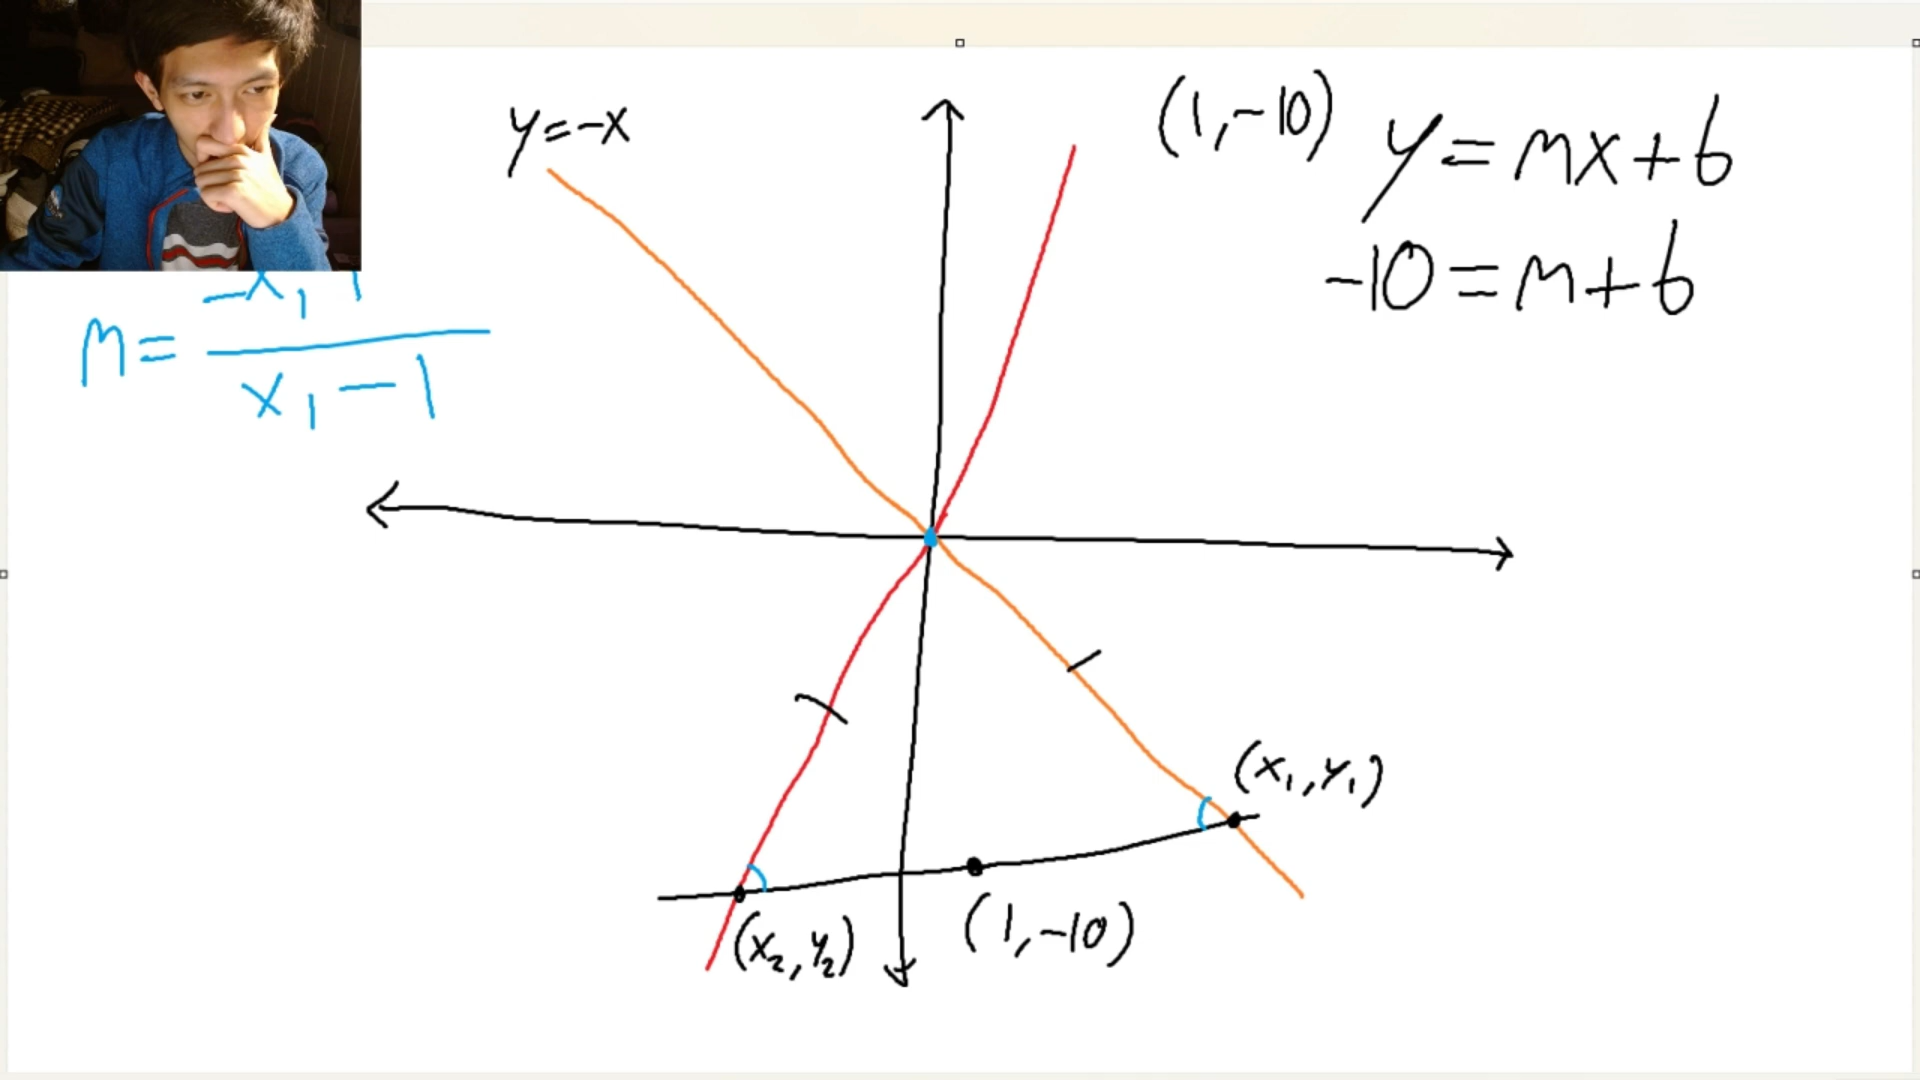 y=-x
(1,-10)
y=mx+b
-10=m+b
m=
x₁-1
(x₁,y₁)
(x₂,y₂)
(1,-10)